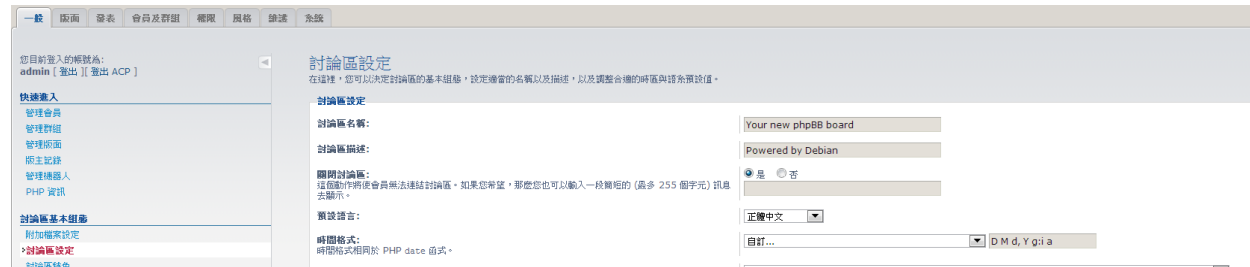 一般 版面 發表 會員及群組 權限 風格 維護 系統
您目前登入的帳號為:
admin [ 登出 ][ 登出 ACP ]
快速進入
管理會員
管理群組
管理版面
版主記錄
管理機器人
PHP 資訊
討論區基本組態
附加檔案設定
›討論區設定
討論區特色
討論區設定
在這裡，您可以決定討論區的基本組態，設定適當的名稱以及描述，以及調整合適的時區與語系預設值。
討論區設定
討論區名稱:
Your new phpBB board
討論區描述:
Powered by Debian
關閉討論區:
這個動作將使會員無法連結討論區。如果您希望，那麼您也可以輸入一段簡短的 (最多 255 個字元) 訊息
去顯示。
是 否
預設語言:
正體中文
時間格式:
時間格式相同於 PHP date 函式。
自訂...
D M d, Y g:i a